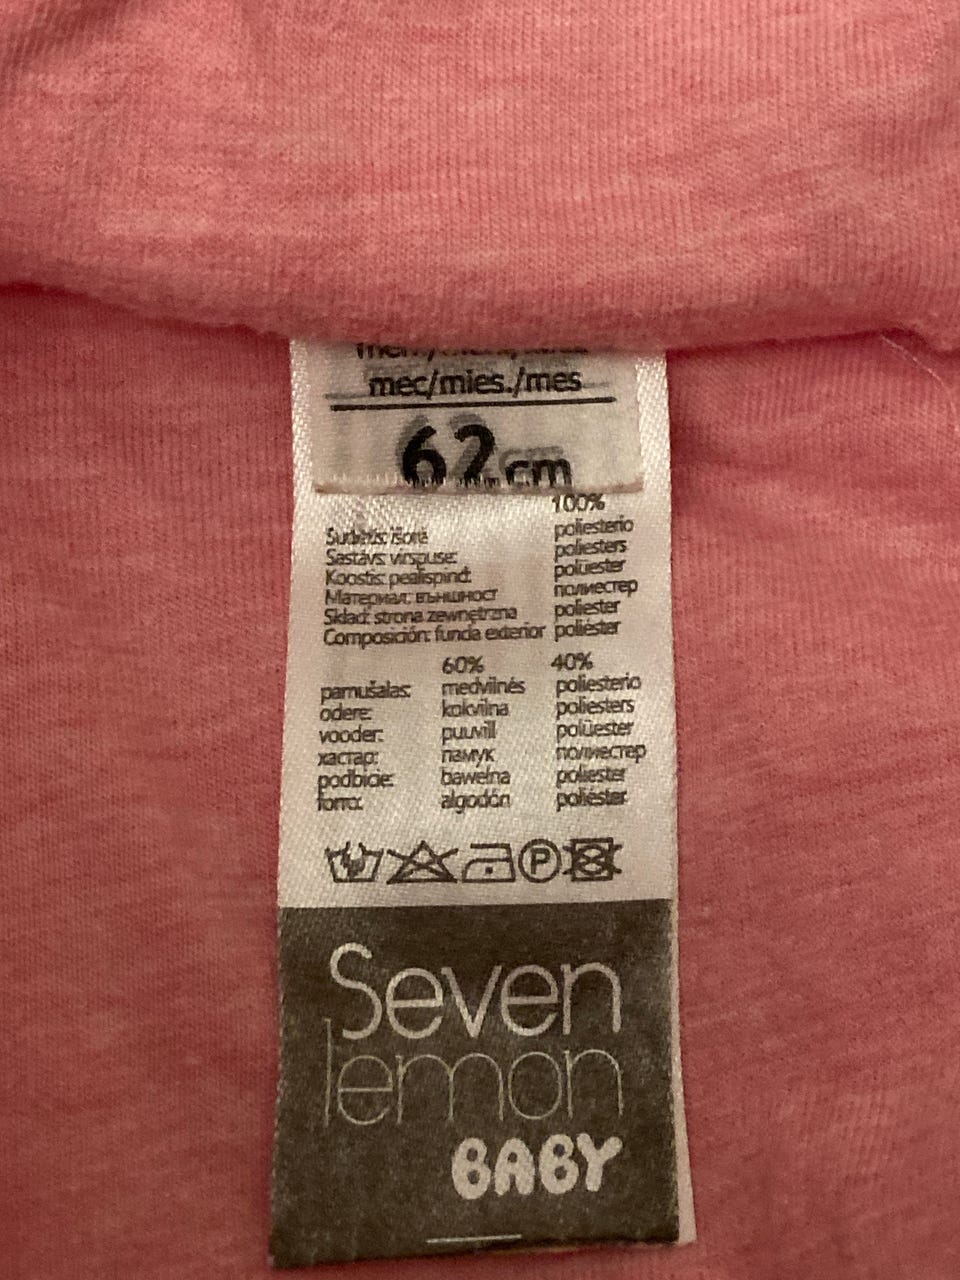 mec/mies./mes
62 cm
100%
Sudėtis: išorė poliesterio
Sastāvs: virspuse: poliesters
Koostis: pealispind: polüester
Материал: външност полиестер
Skład: strona zewnętrzna poliester
Composición: funda exterior poliéster
60% 40%
pamušalas: medvilnės poliesterio
odere: kokvilna poliesters
vooder: puuvill polüester
хастар: памук полиестер
podbicie: bawełna poliester
forro: algodón poliéster
P
Seven
lemon
BABY